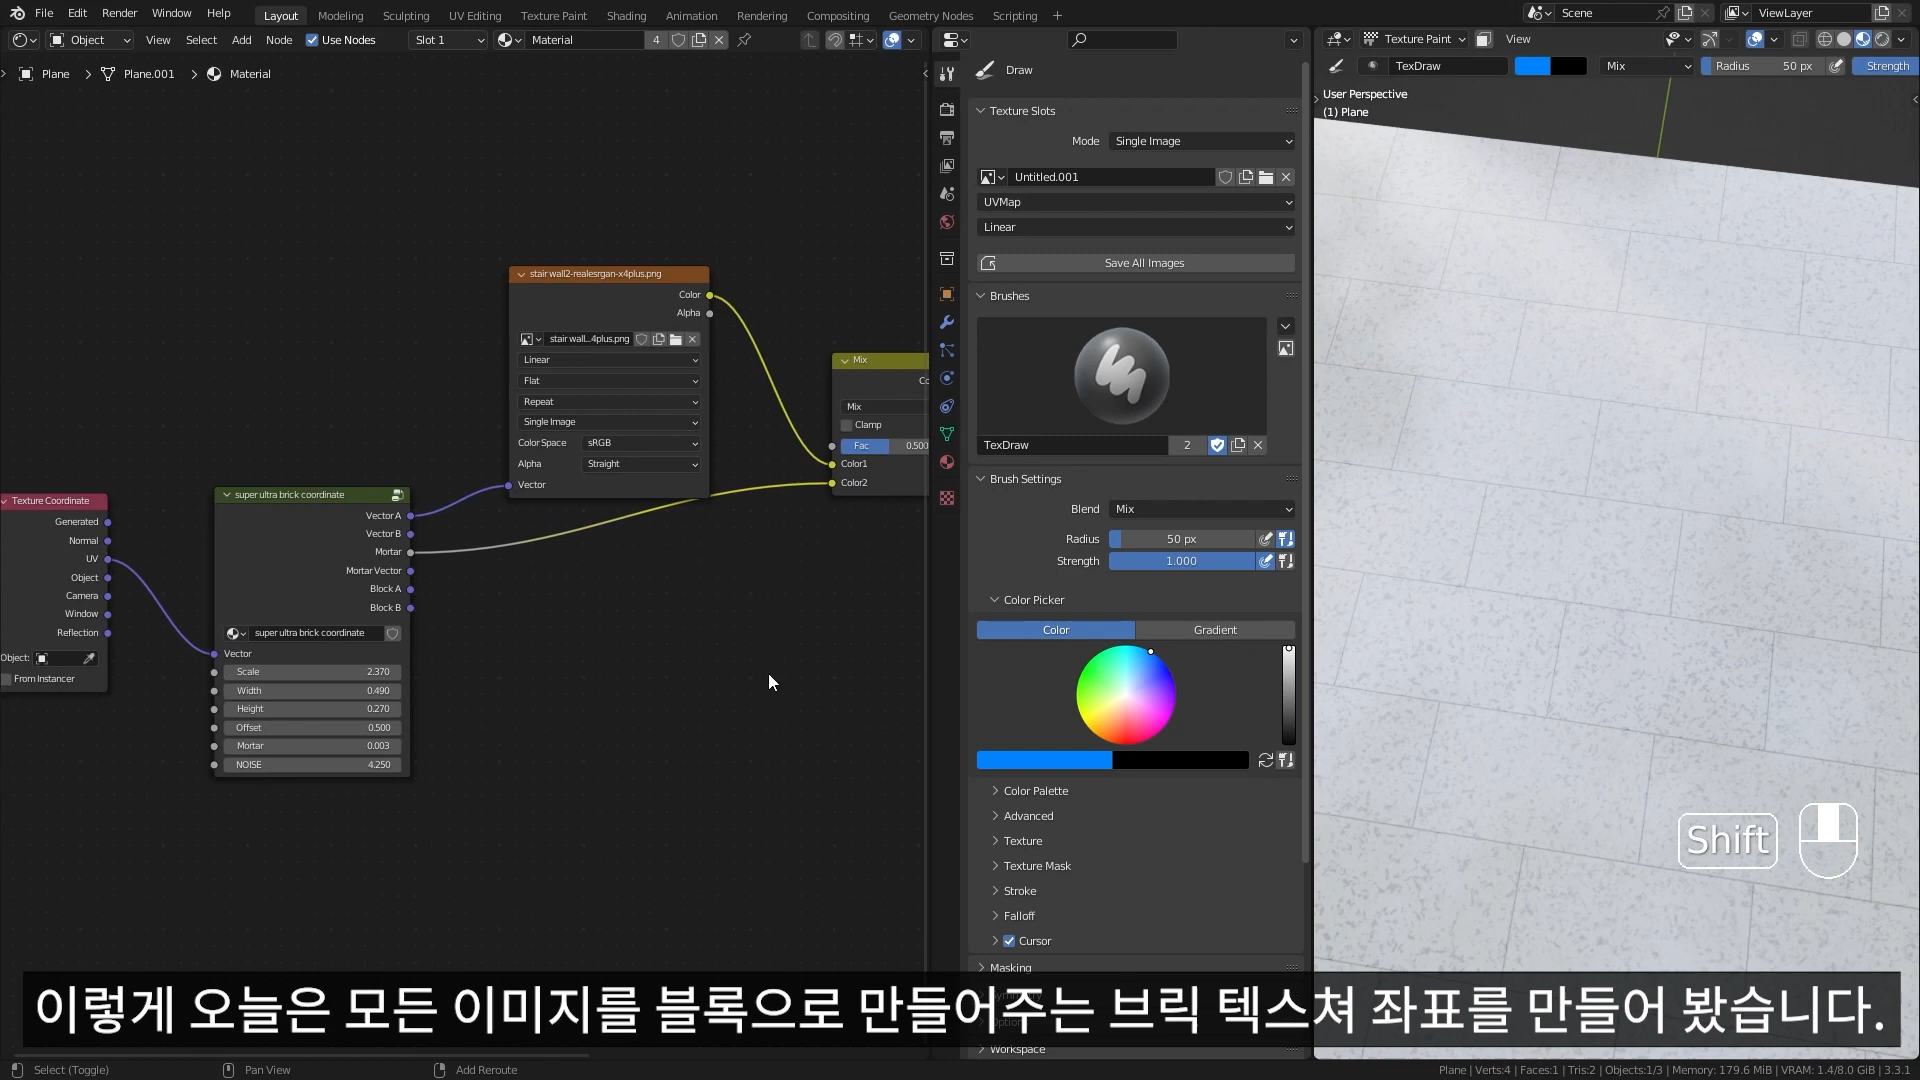 File Edit Render Window Help Layout Modeling Sculpting UV Editing Texture Paint Shading Animation Rendering Compositing Geometry Nodes Scripting Scene ViewLayer
Object View Select Add Node Use Nodes Slot 1 Material 4 Texture Paint View
TexDraw Mix Radius 50 px Strength
Plane Plane.001 Material
User Perspective
(1) Plane
stair wall2-realesrgan-x4plus.png
Color
Alpha
stair wall...4plus.png
Linear
Flat
Repeat
Single Image
Color Space sRGB
Alpha Straight
Vector
Mix
Mix
Clamp
Fac 0.500
Color1
Color2
Texture Coordinate
Generated
Normal
UV
Object
Camera
Window
Reflection
Object:
From Instancer
super ultra brick coordinate
Vector A
Vector B
Mortar
Mortar Vector
Block A
Block B
super ultra brick coordinate
Vector
Scale 2.370
Width 0.490
Height 0.270
Offset 0.500
Mortar 0.003
NOISE 4.250
Draw
Texture Slots
Mode Single Image
Untitled.001
UVMap
Linear
Save All Images
Brushes
TexDraw 2
Brush Settings
Blend Mix
Radius 50 px
Strength 1.000
Color Picker
Color Gradient
Color Palette
Advanced
Texture
Texture Mask
Stroke
Falloff
Cursor
Masking
Workspace
Shift
이렇게 오늘은 모든 이미지를 블록으로 만들어주는 브릭 텍스쳐 좌표를 만들어 봤습니다.
Select (Toggle) Pan View Add Reroute Plane | Verts:4 | Faces:1 | Tris:2 | Objects:1/3 | Memory: 179.6 MiB | VRAM: 1.4/8.0 GiB | 3.3.1